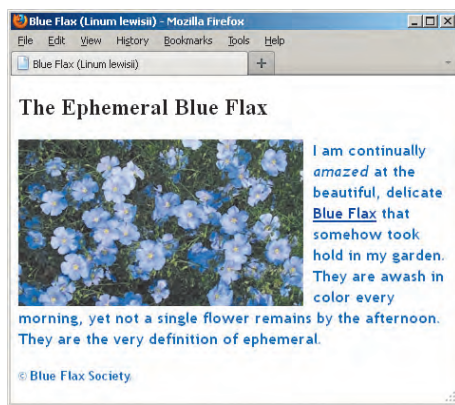 Blue Flax (Linum lewisii) - Mozilla Firefox
File Edit View History Bookmarks Tools Help
Blue Flax (Linum lewisii)
The Ephemeral Blue Flax
I am continually
amazed at the
beautiful, delicate
Blue Flax that
somehow took
hold in my garden.
They are awash in
color every
morning, yet not a single flower remains by the afternoon.
They are the very definition of ephemeral.
© Blue Flax Society.